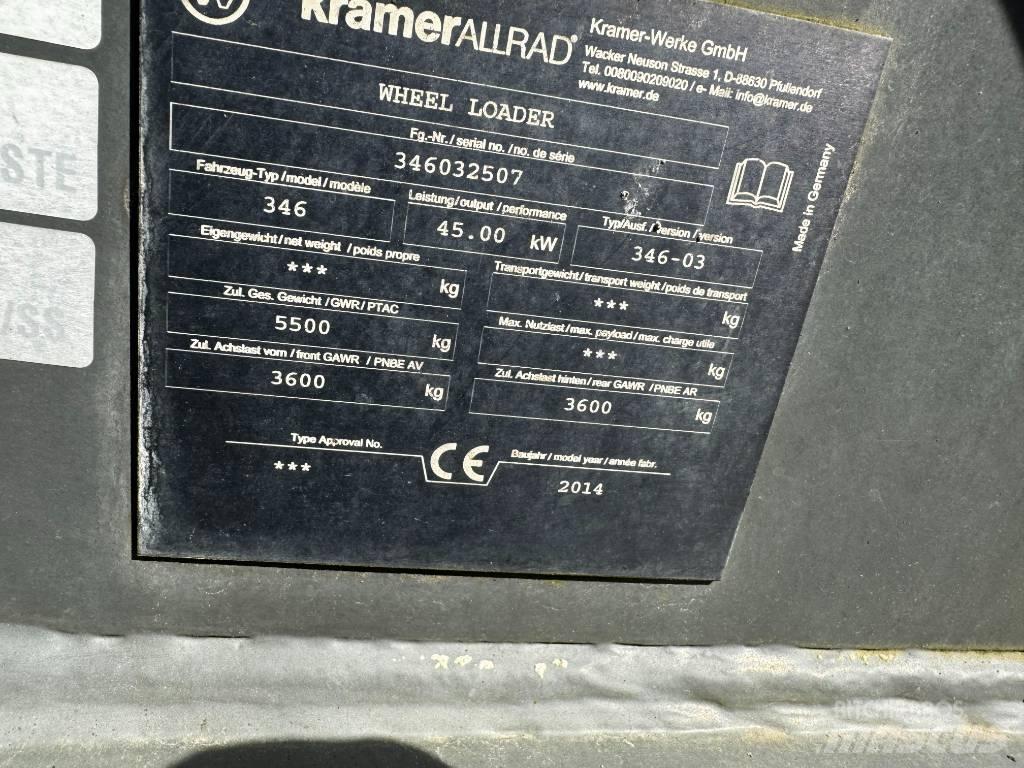 KramerALLRAD®
Kramer-Werke GmbH
Wacker Neuson Strasse 1, D-88630 Pfullendorf
Tel. 0080090209020 / e- Mail: info@kramer.de
www.kramer.de
WHEEL LOADER
Fg.-Nr. / serial no. / no. de série
346032507
Fahrzeug-Typ / model / modèle
346
Leistung / output / performance
45.00 kW
Typ/Ausf. / version / version
346-03
Made in Germany
Eigengewicht / net weight / poids propre
*** kg
Transportgewicht / transport weight / poids de transport
*** kg
Zul. Ges. Gewicht / GWR / PTAC
5500 kg
Max. Nutzlast / max. payload / max. charge utile
*** kg
Zul. Achslast vorn / front GAWR / PNBE AV
3600 kg
Zul. Achslast hinten / rear GAWR / PNBE AR
3600 kg
Type Approval No.
***
CE
Baujahr / model year / année fabr.
2014
STE
/SS